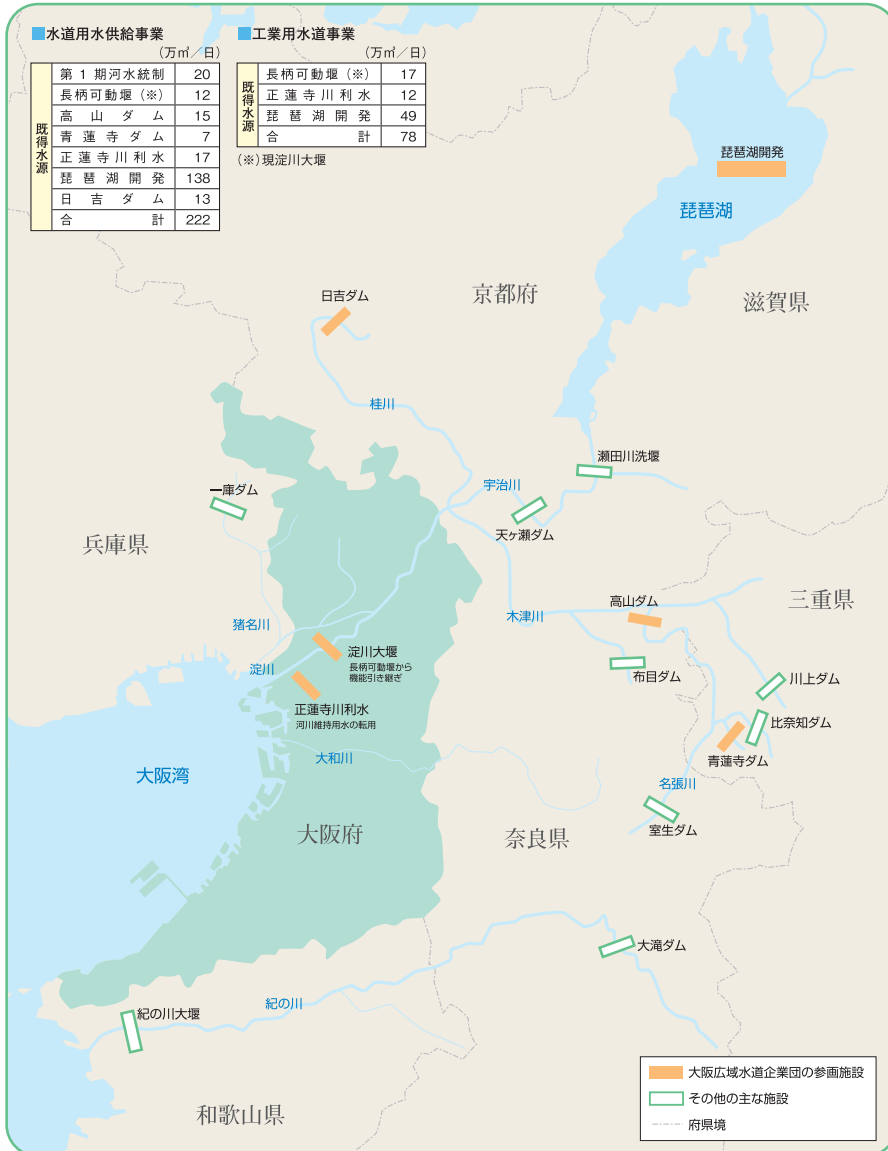 ■水道用水供給事業
(万㎥／日)
既得水源
第1期河水統制 20
長柄可動堰(※) 12
高山ダム 15
青蓮寺ダム 7
正蓮寺川利水 17
琵琶湖開発 138
日吉ダム 13
合計 222
■工業用水道事業
(万㎥／日)
既得水源
長柄可動堰(※) 17
正蓮寺川利水 12
琵琶湖開発 49
合計 78
(※)現淀川大堰
琵琶湖開発
琵琶湖
日吉ダム
京都府
滋賀県
桂川
瀬田川洗堰
宇治川
一庫ダム
天ヶ瀬ダム
兵庫県
高山ダム
三重県
木津川
猪名川
淀川大堰
長柄可動堰から
機能引き継ぎ
淀川
布目ダム
川上ダム
正蓮寺川利水
河川維持用水の転用
比奈知ダム
大和川
青蓮寺ダム
大阪湾
名張川
大阪府
奈良県
室生ダム
大滝ダム
紀の川大堰
紀の川
和歌山県
大阪広域水道企業団の参画施設
その他の主な施設
府県境